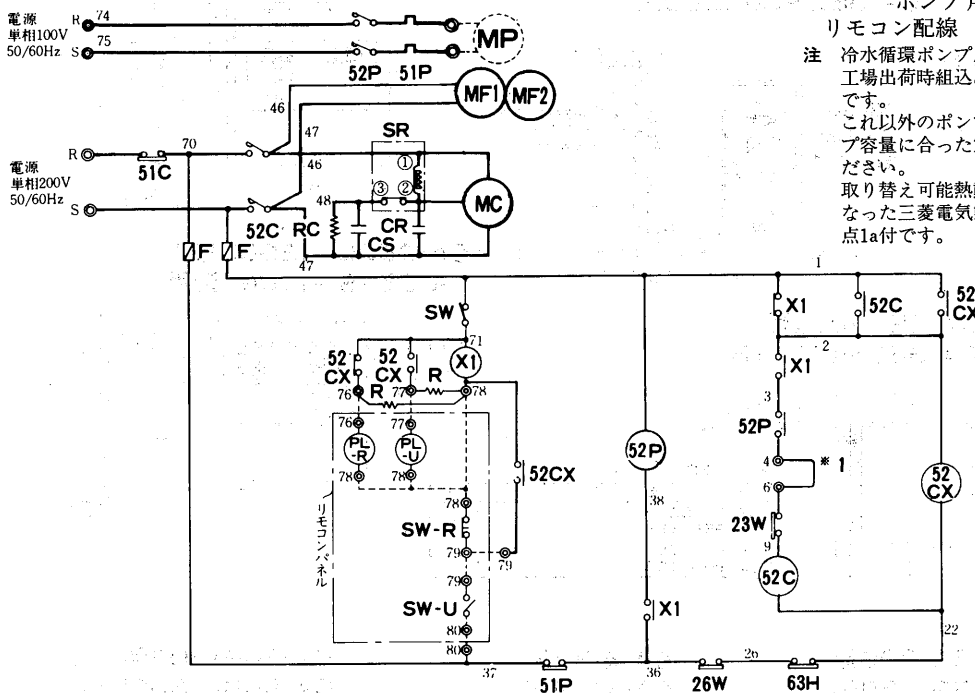 ポンプ用
リモコン配線
電源
単相100V
50/60Hz
R 74
S 75
52P 51P
MP
注 冷水循環ポンプ
工場出荷時組込
です。
これ以外のポン
プ容量に合った
ださい。
取り替え可能熱
なった三菱電気
点1a付です。
MF1 MF2
46
47
46
SR
電源
単相200V
50/60Hz
R
S
51C
70
① ② ③
48
MC
52C RC CS CR
47
F F
1
SW
71
X1
52CX 52CX
R R
76 77 78
76 77
PL-R PL-U
78 78
リモコンパネル
78
SW-R
79 79
79
SW-U
80
80
52CX
52P
38
X1
X1 52C 52CX
2
X1
3
52P
4 ※1
6
23W
9
52C
52CX
22
37 51P 36 26W 26 63H